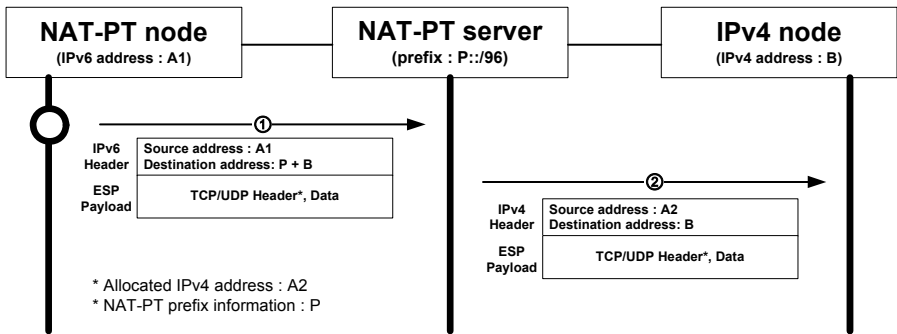 NAT-PT node
(IPv6 address : A1)
NAT-PT server
(prefix : P::/96)
IPv4 node
(IPv4 address : B)
①
IPv6
Header
Source address : A1
Destination address: P + B
ESP
Payload
TCP/UDP Header*, Data
②
IPv4
Header
Source address : A2
Destination address: B
ESP
Payload
TCP/UDP Header*, Data
* Allocated IPv4 address : A2
* NAT-PT prefix information : P